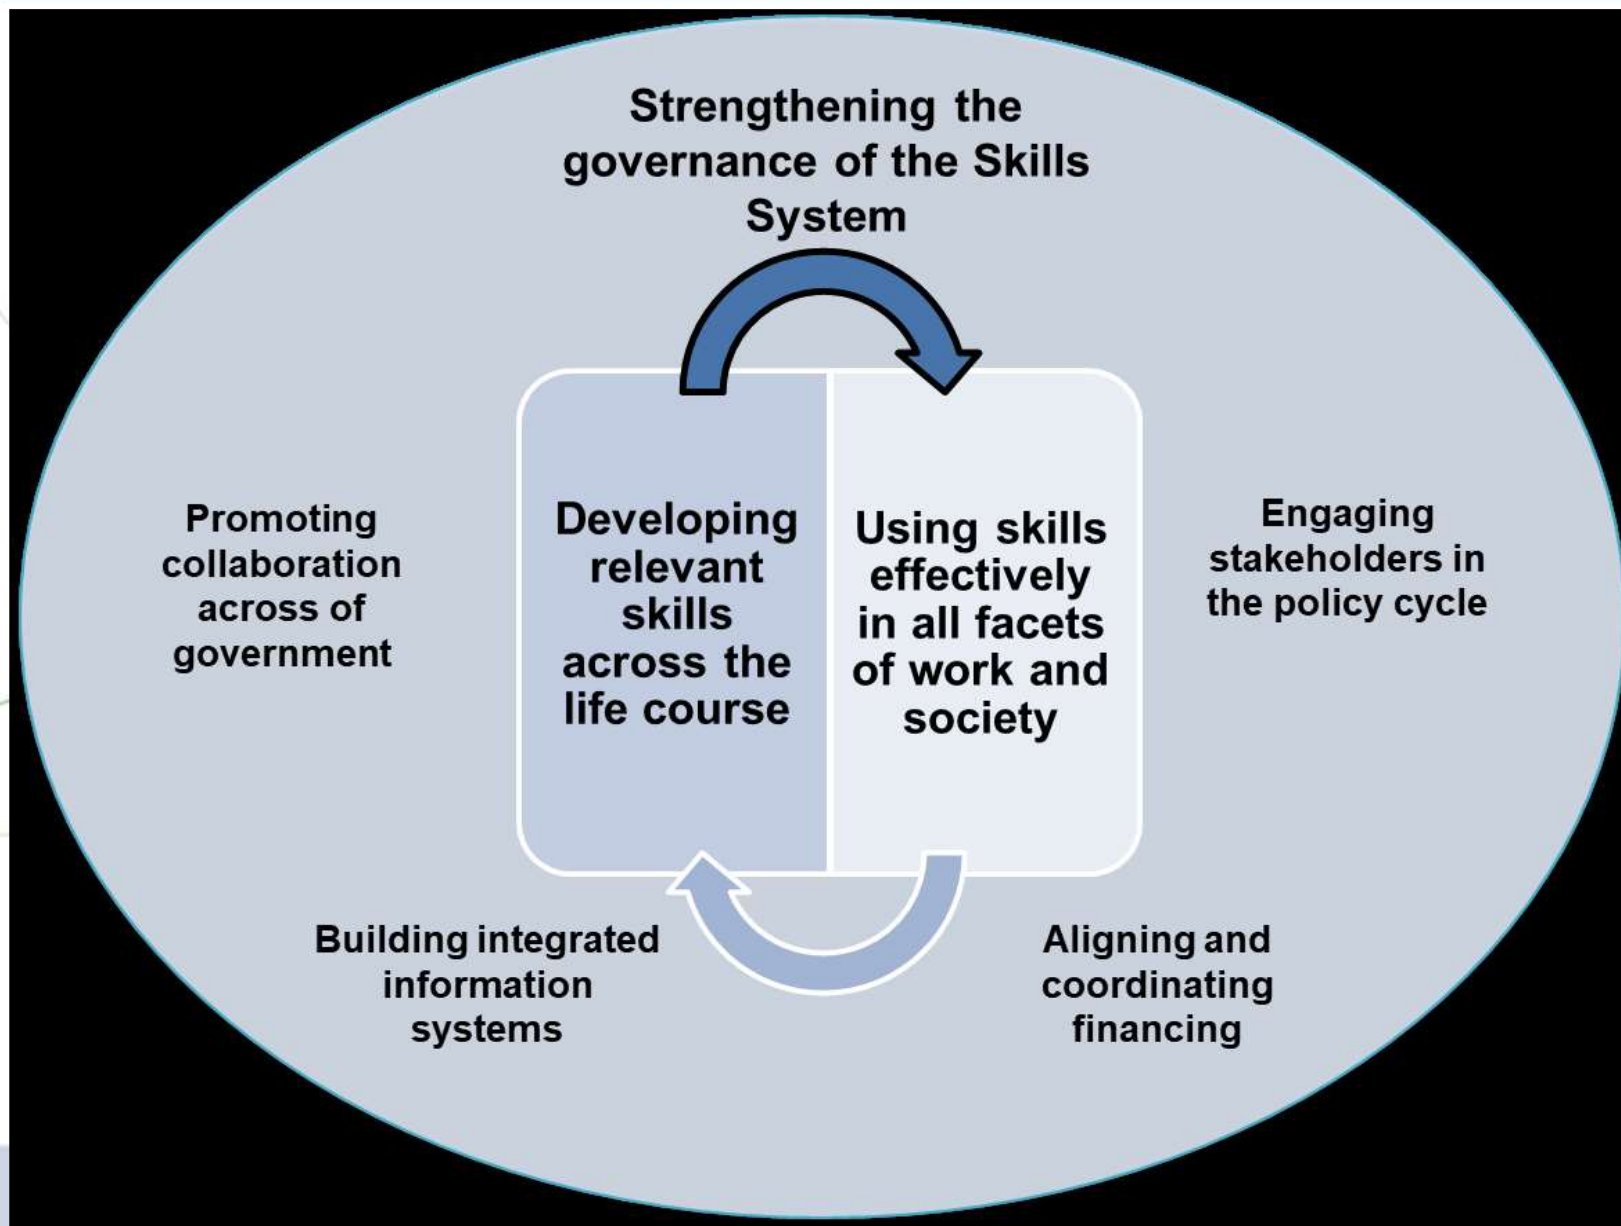 Strengthening the
governance of the Skills
System
Promoting
collaboration
across of
government
Developing
relevant
skills
across the
life course
Using skills
effectively
in all facets
of work and
society
Engaging
stakeholders in
the policy cycle
Building integrated
information
systems
Aligning and
coordinating
financing